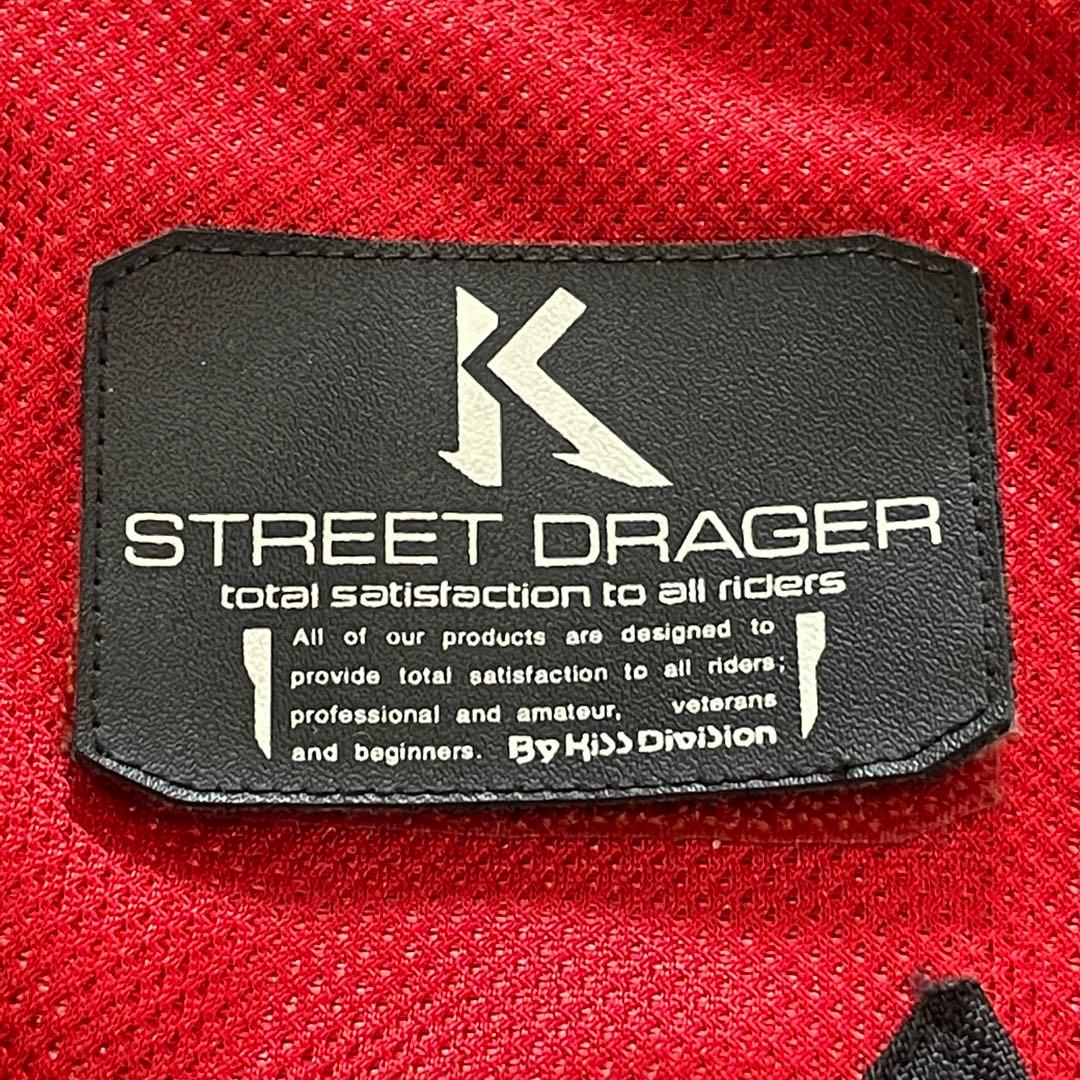 K
STREET DRAGER
total satisfaction to all riders
All of our products are designed to
provide total satisfaction to all riders;
professional and amateur, veterans
and beginners. By Kiss Division